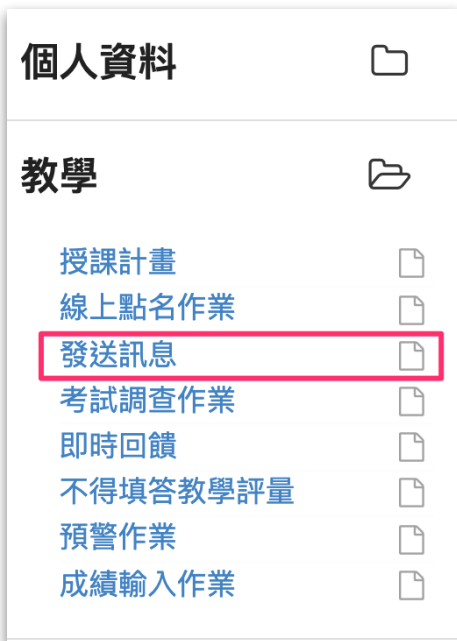 個人資料
教學
授課計畫
線上點名作業
發送訊息
考試調查作業
即時回饋
不得填答教學評量
預警作業
成績輸入作業